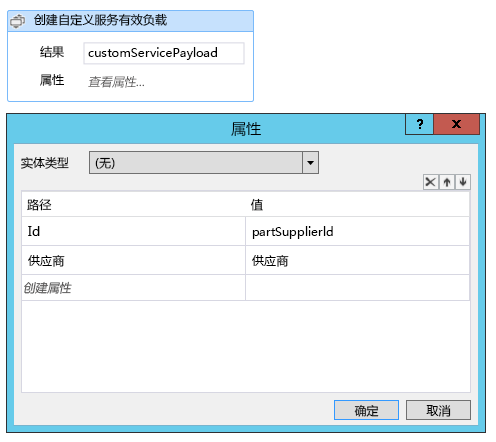 创建自定义服务有效负载
结果 customServicePayload
属性 查看属性...
属性
? x
实体类型 (无)
路径 值
Id partSupplierId
供应商 供应商
创建属性
确定 取消